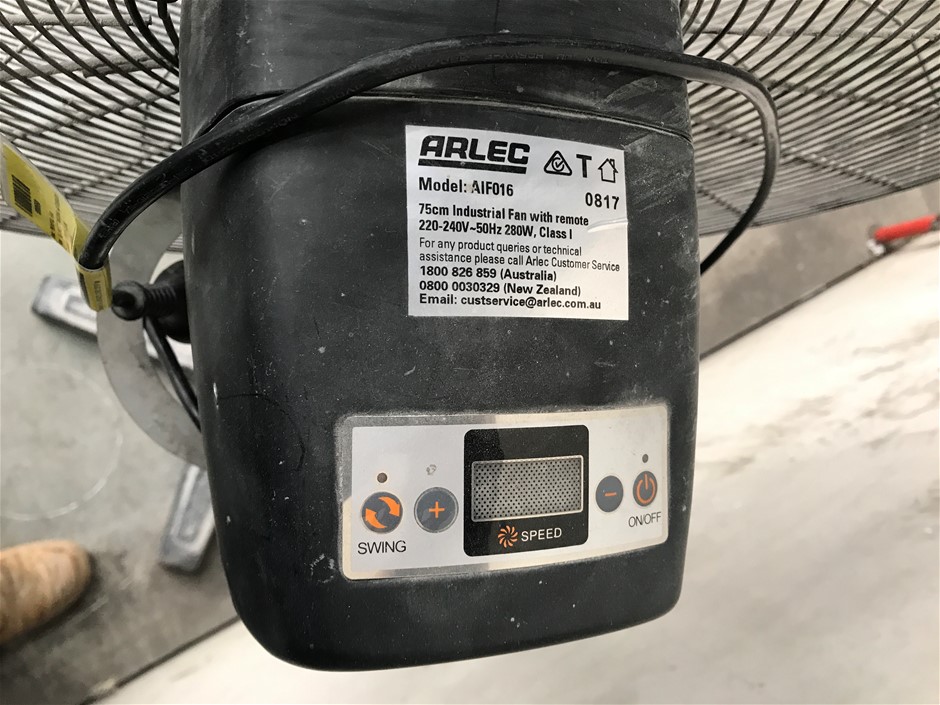 ARLEC
T
Model: AIF016
0817
75cm Industrial Fan with remote
220-240V~50Hz 280W, Class I
For any product queries or technical
assistance please call Arlec Customer Service
1800 826 859 (Australia)
0800 0030329 (New Zealand)
Email: custservice@arlec.com.au
+
-
SPEED
SWING
ON/OFF